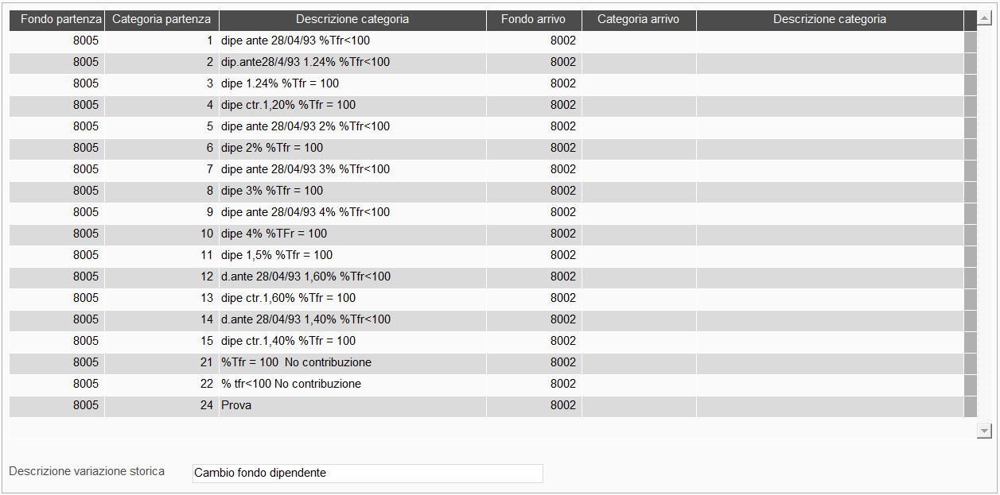 Fondo partenza Categoria partenza Descrizione categoria Fondo arrivo Categoria arrivo Descrizione categoria
8005 1 dipe ante 28/04/93 %Tfr<100 8002
8005 2 dip.ante28/4/93 1.24% %Tfr<100 8002
8005 3 dipe 1.24% %Tfr = 100 8002
8005 4 dipe ctr.1,20% %Tfr = 100 8002
8005 5 dipe ante 28/04/93 2% %Tfr<100 8002
8005 6 dipe 2% %Tfr = 100 8002
8005 7 dipe ante 28/04/93 3% %Tfr<100 8002
8005 8 dipe 3% %Tfr = 100 8002
8005 9 dipe ante 28/04/93 4% %Tfr<100 8002
8005 10 dipe 4% %TFr = 100 8002
8005 11 dipe 1,5% %Tfr = 100 8002
8005 12 d.ante 28/04/93 1,60% %Tfr<100 8002
8005 13 dipe ctr.1,60% %Tfr = 100 8002
8005 14 d.ante 28/04/93 1,40% %Tfr<100 8002
8005 15 dipe ctr.1,40% %Tfr = 100 8002
8005 21 %Tfr = 100  No contribuzione 8002
8005 22 % tfr<100 No contribuzione 8002
8005 24 Prova 8002
Descrizione variazione storica Cambio fondo dipendente